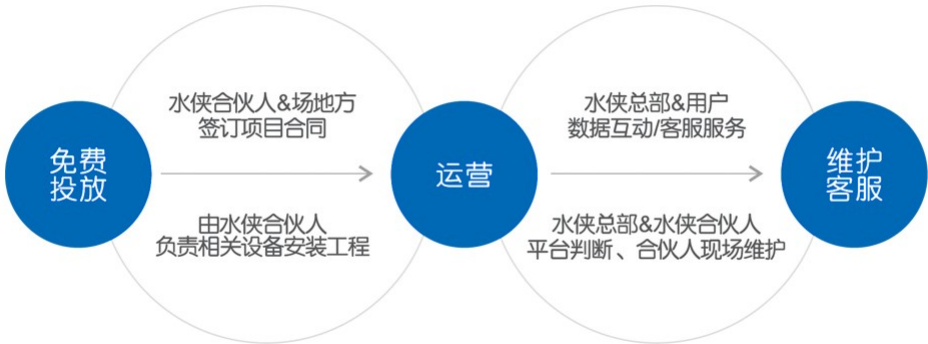 免费
投放
水侠合伙人&场地方
签订项目合同
由水侠合伙人
负责相关设备安装工程
运营
水侠总部&用户
数据互动/客服服务
水侠总部&水侠合伙人
平台判断、合伙人现场维护
维护
客服